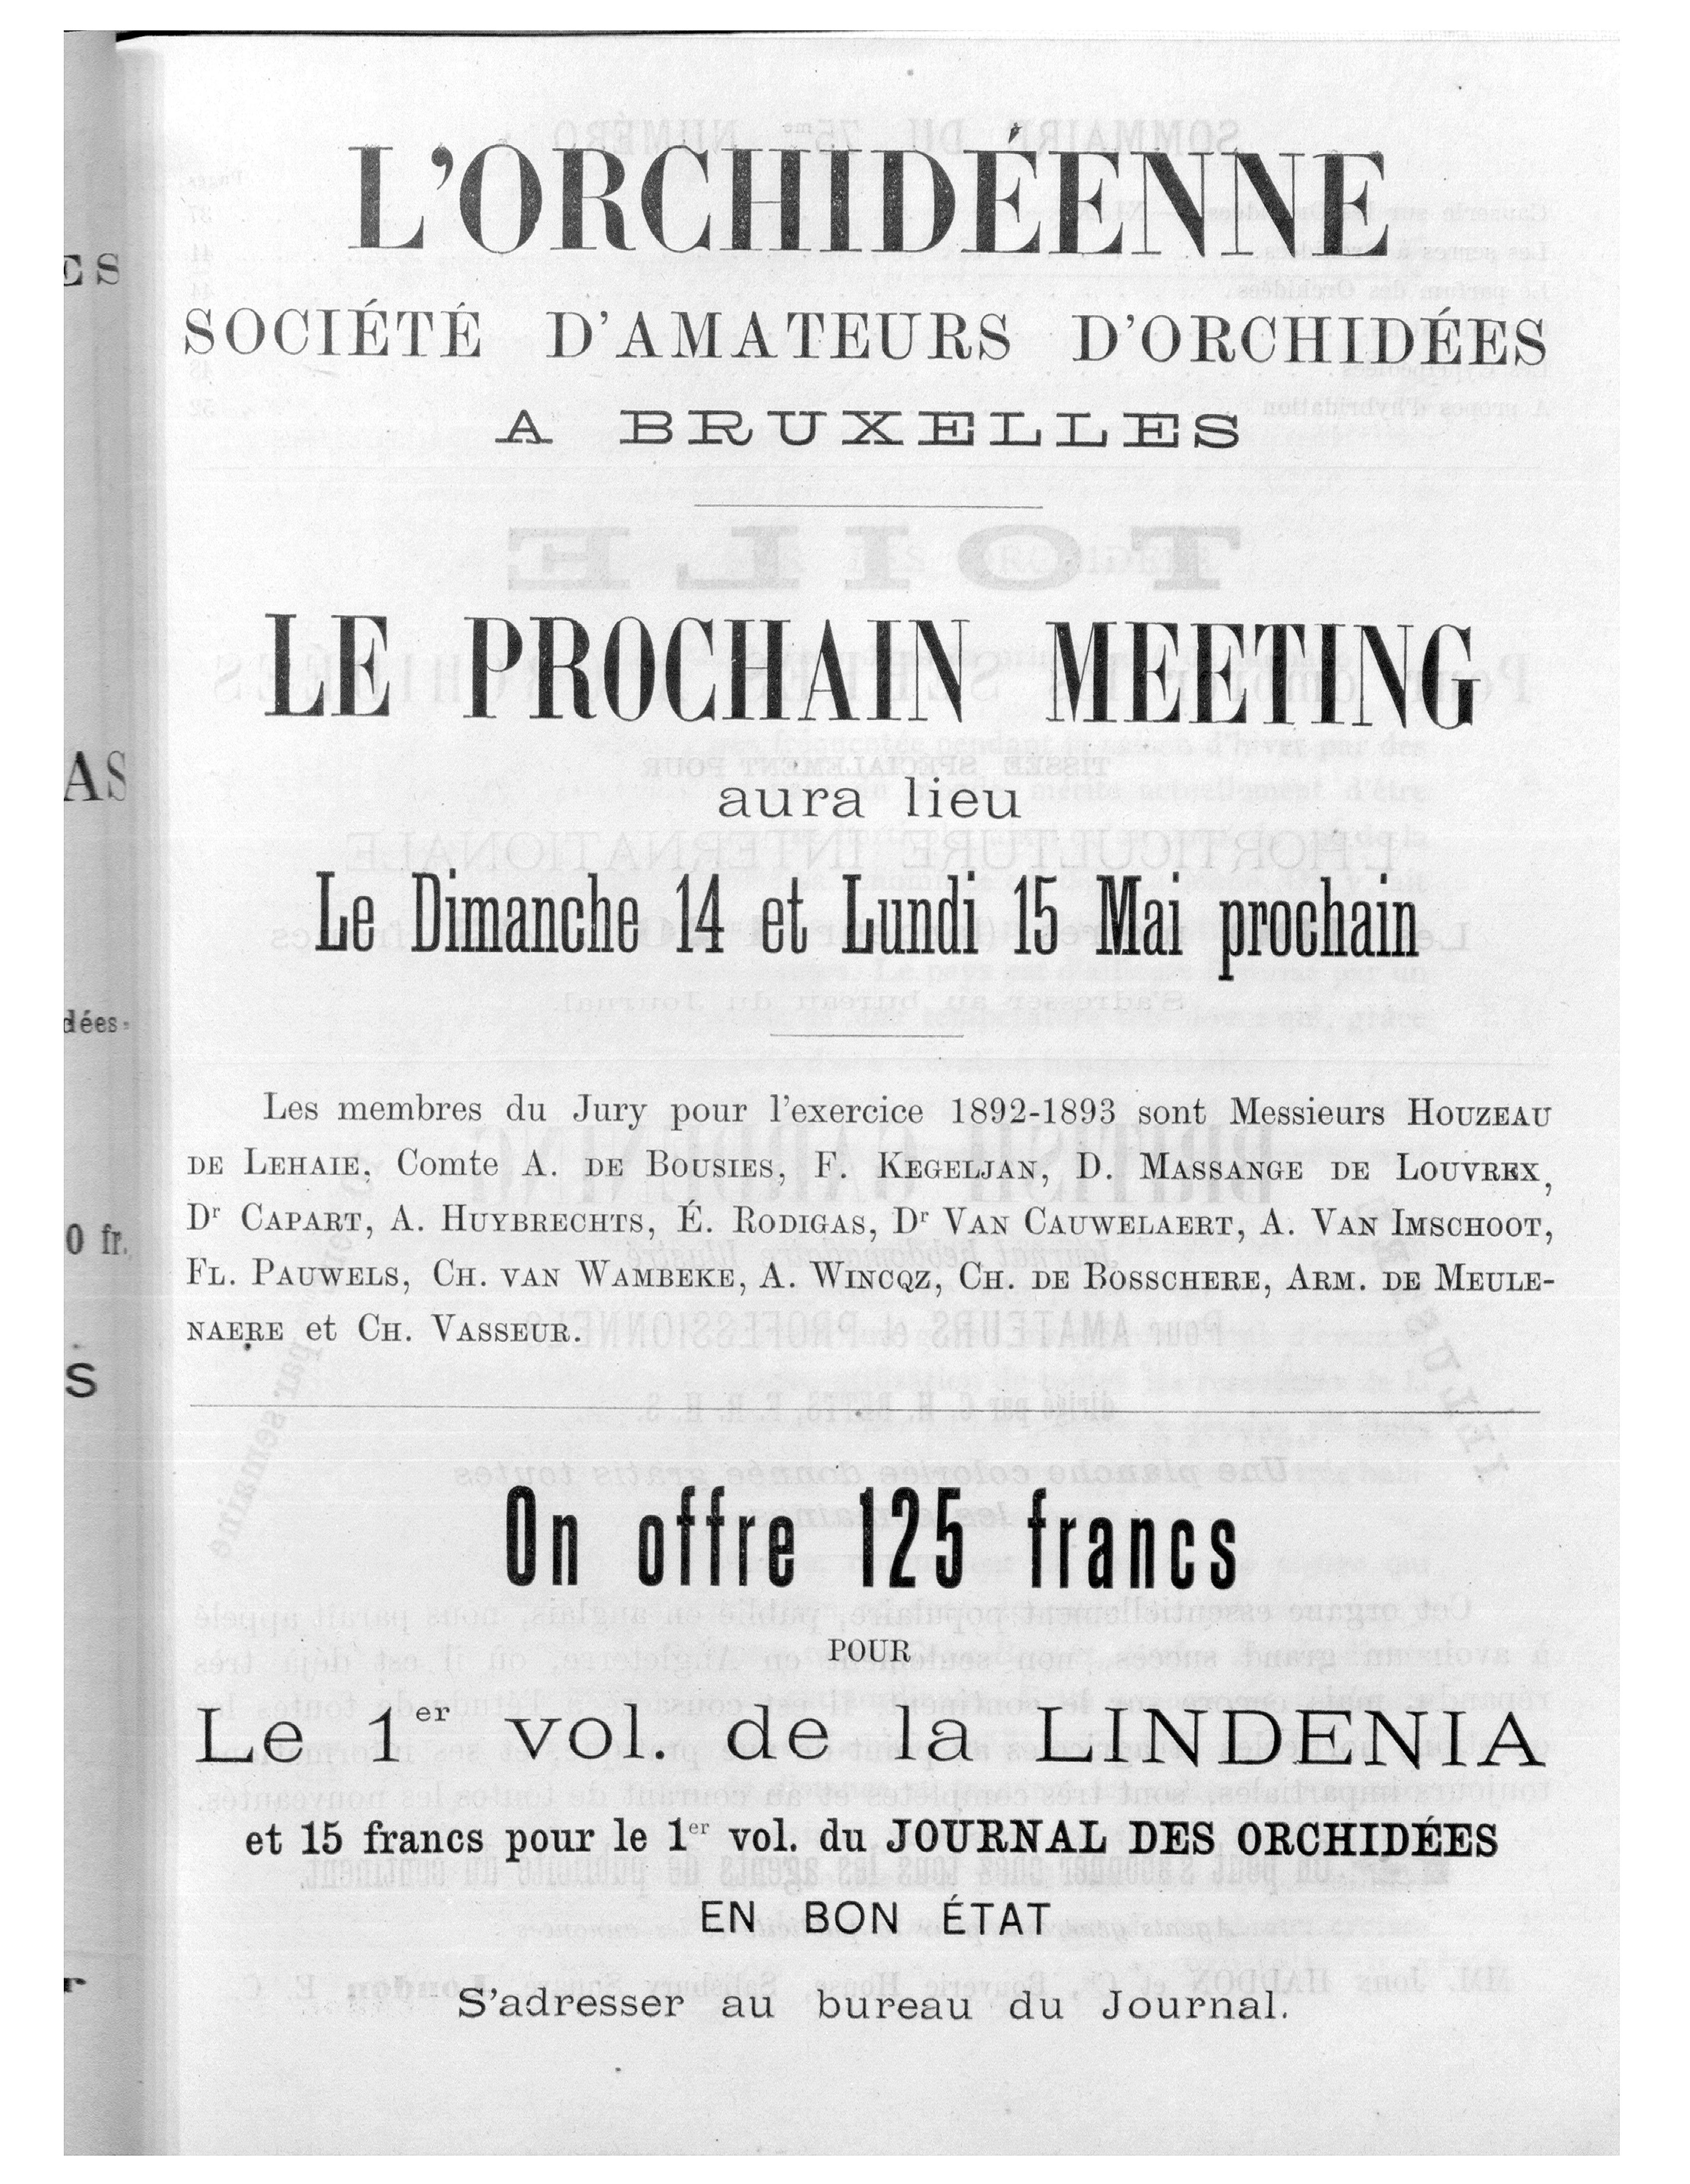 L'ORCHIDÉENNE
SOCIÉTÉ D'AMATEURS D'ORCHIDÉES
A BRUXELLES
LE PROCHAIN MEETING
aura lieu
Le Dimanche 14 et Lundi 15 Mai prochain
Les membres du Jury pour l'exercice 1892-1893 sont Messieurs HOUZEAU
DE LEHAIE, Comte A. DE BOUSIES, F. KEGELJAN, D. MASSANGE DE LOUVREX,
Dr CAPART, A. HUYBRECHTS, É. RODIGAS, Dr VAN CAUWELAERT, A. VAN IMSCHOOT,
FL. PAUWELS, CH. VAN WAMBEKE, A. WINCQZ, CH. DE BOSSCHERE, ARM. DE MEULE-
NAERE et CH. VASSEUR.
On offre 125 francs
POUR
Le 1er vol. de la LINDENIA
et 15 francs pour le 1er vol. du JOURNAL DES ORCHIDÉES
EN BON ÉTAT
S'adresser au bureau du Journal.